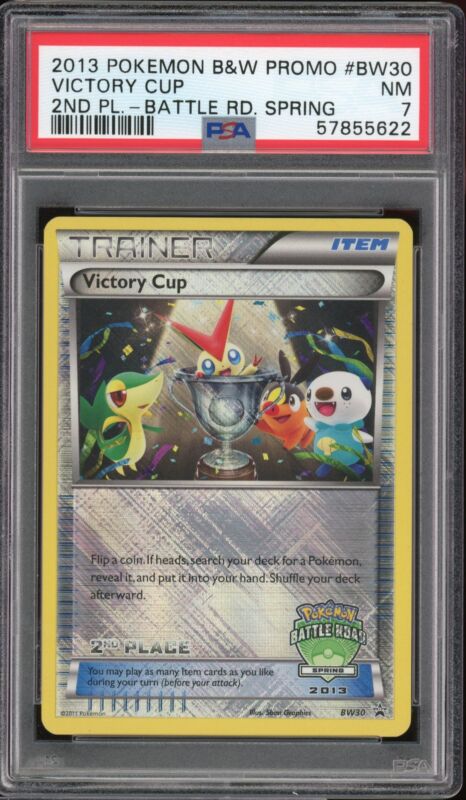 2013 POKEMON B&W PROMO #BW30
VICTORY CUP NM
2ND PL.-BATTLE RD. SPRING 7
PSA 57855622
TRAINER ITEM
Victory Cup
Flip a coin. If heads, search your deck for a Pokémon,
reveal it, and put it into your hand. Shuffle your deck
afterward.
2ND PLACE
Pokémon
BATTLE ROAD
SPRING
2013
You may play as many Item cards as you like
during your turn (before your attack).
©2011 Pokémon Illus. 5ban Graphics BW30
PSA